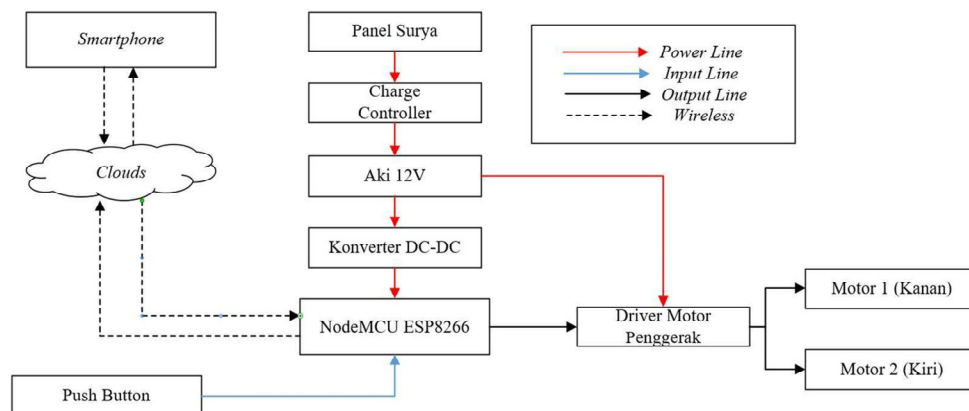 Smartphone
Panel Surya
Power Line
Input Line
Output Line
Wireless
Charge
Controller
Clouds
Aki 12V
Konverter DC-DC
NodeMCU ESP8266
Driver Motor
Penggerak
Motor 1 (Kanan)
Motor 2 (Kiri)
Push Button